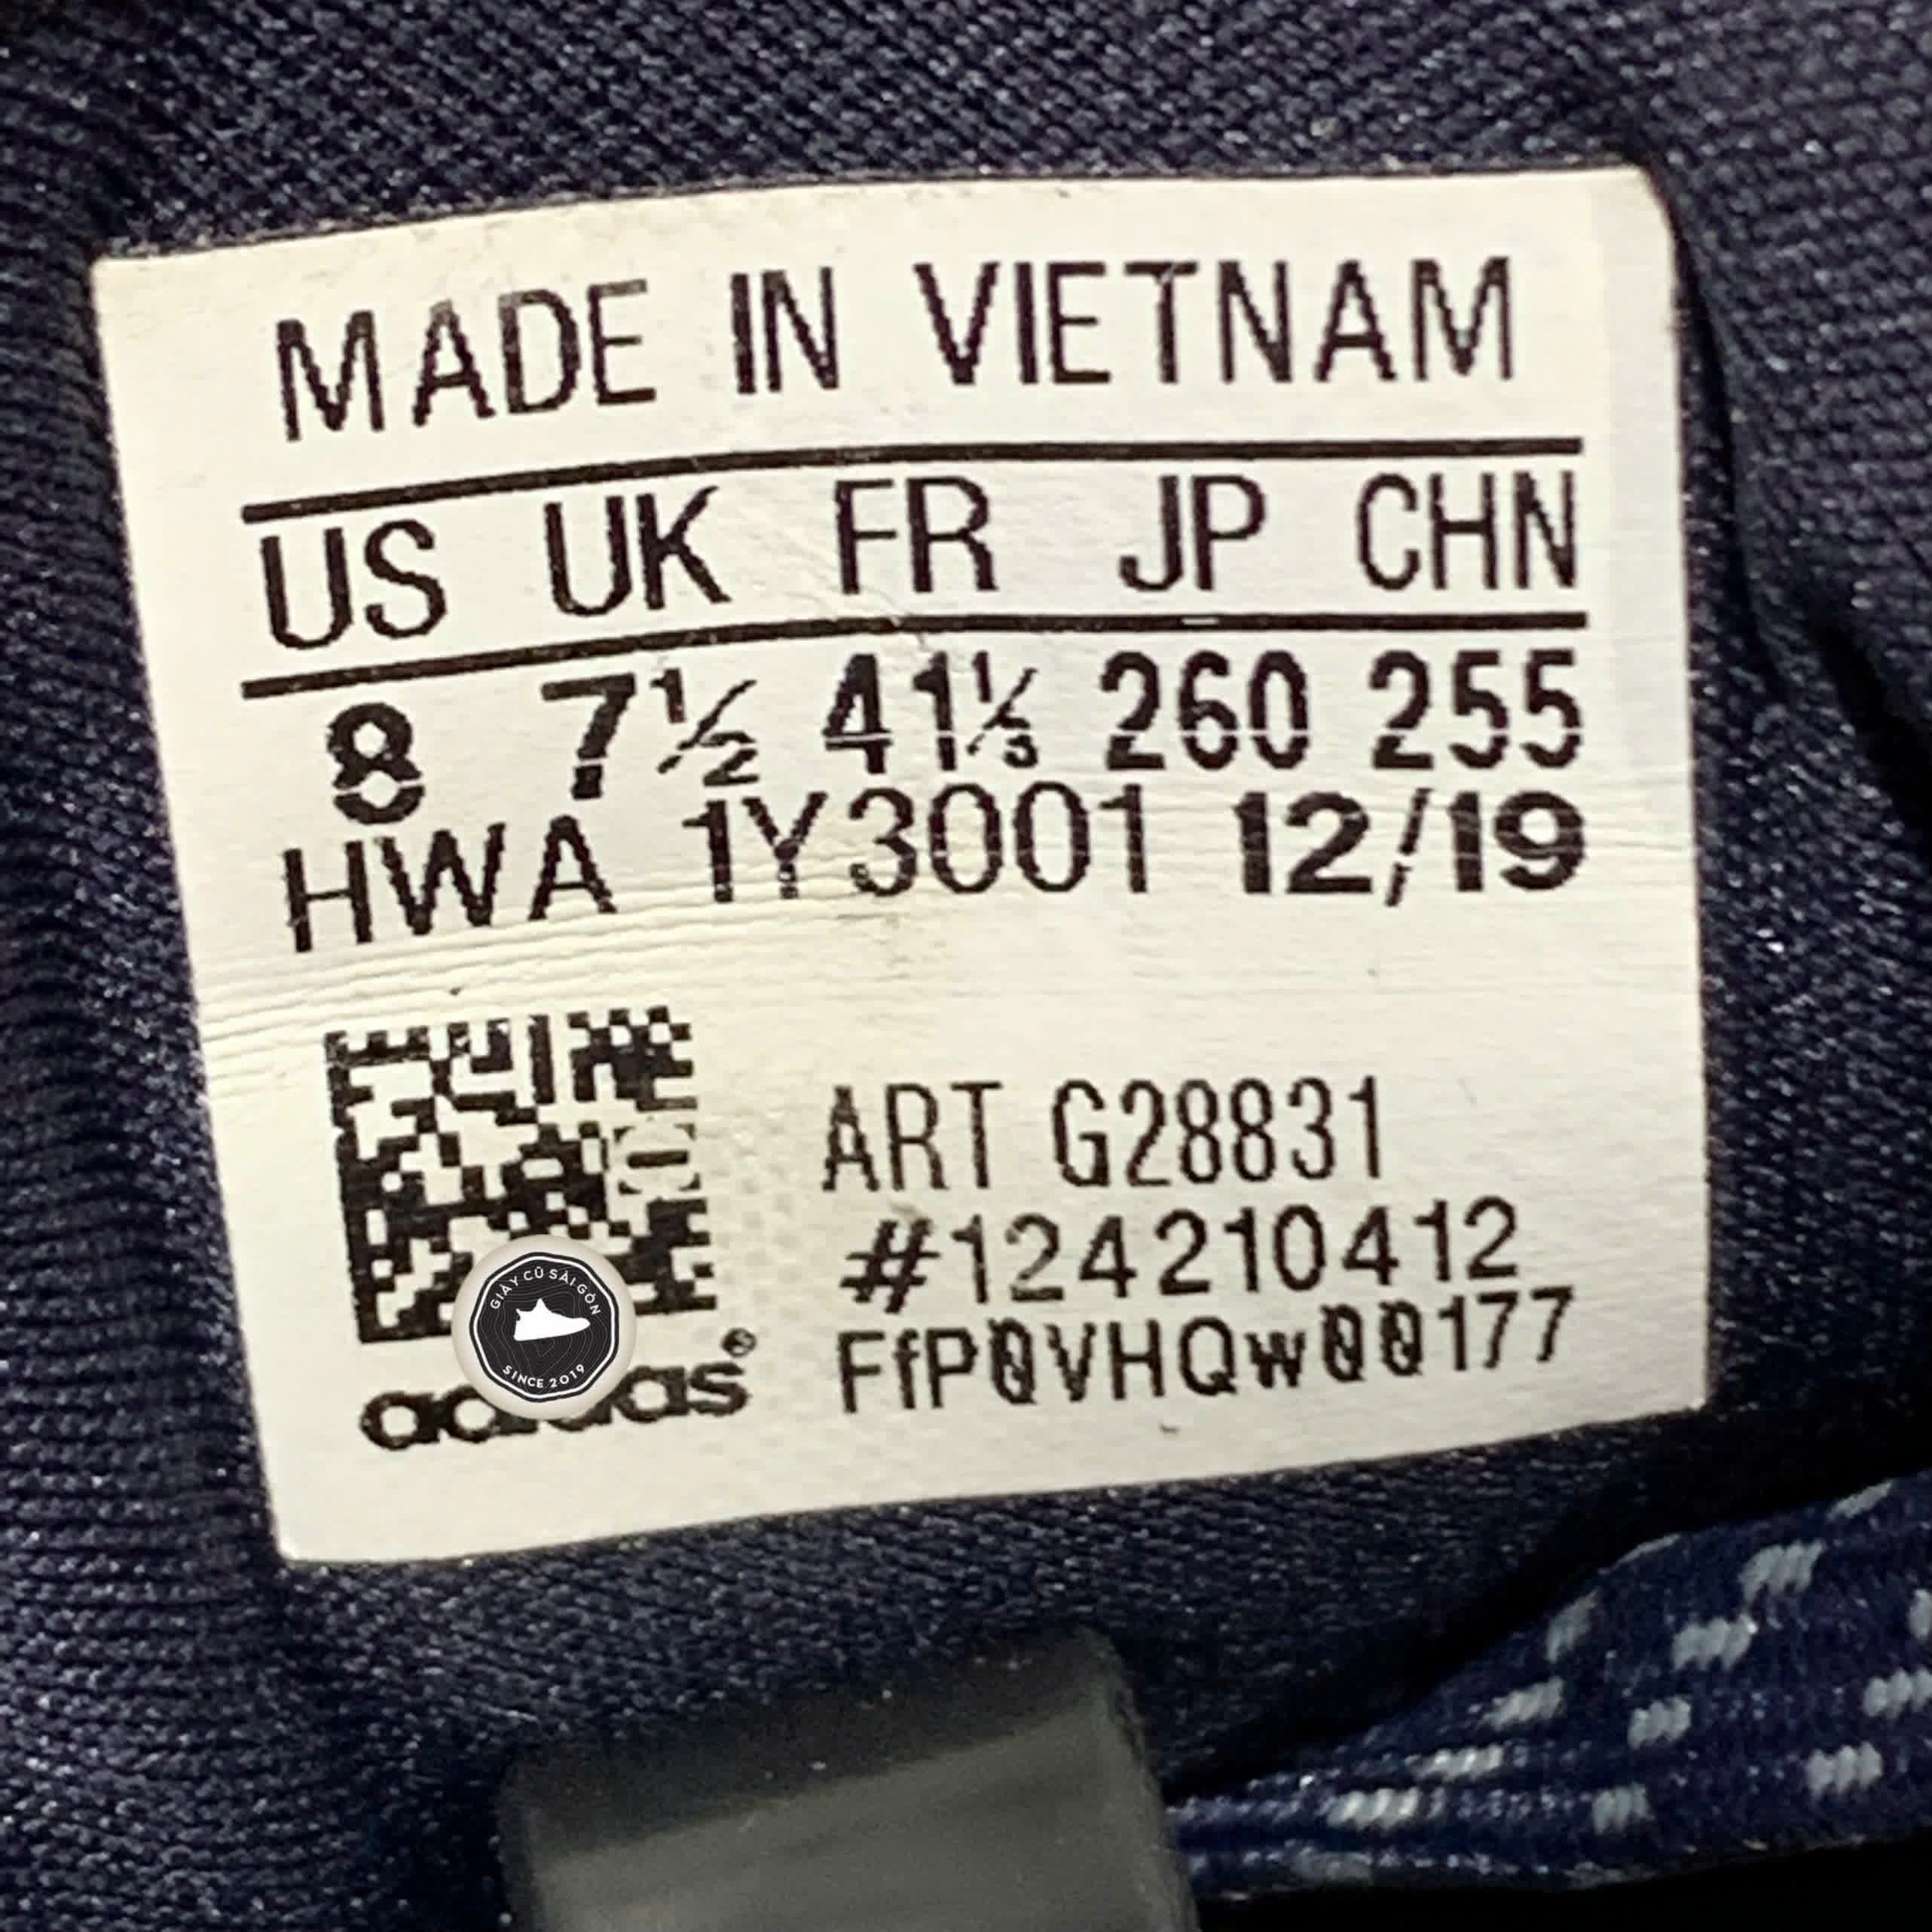 MADE IN VIETNAM
US UK FR JP CHN
8 7½ 41⅓ 260 255
HWA 1Y3001 12/19
ART G28831
#124210412
FfP0VHQw00177
adidas®
GIÀY CŨ SÀI GÒN
SINCE 2019